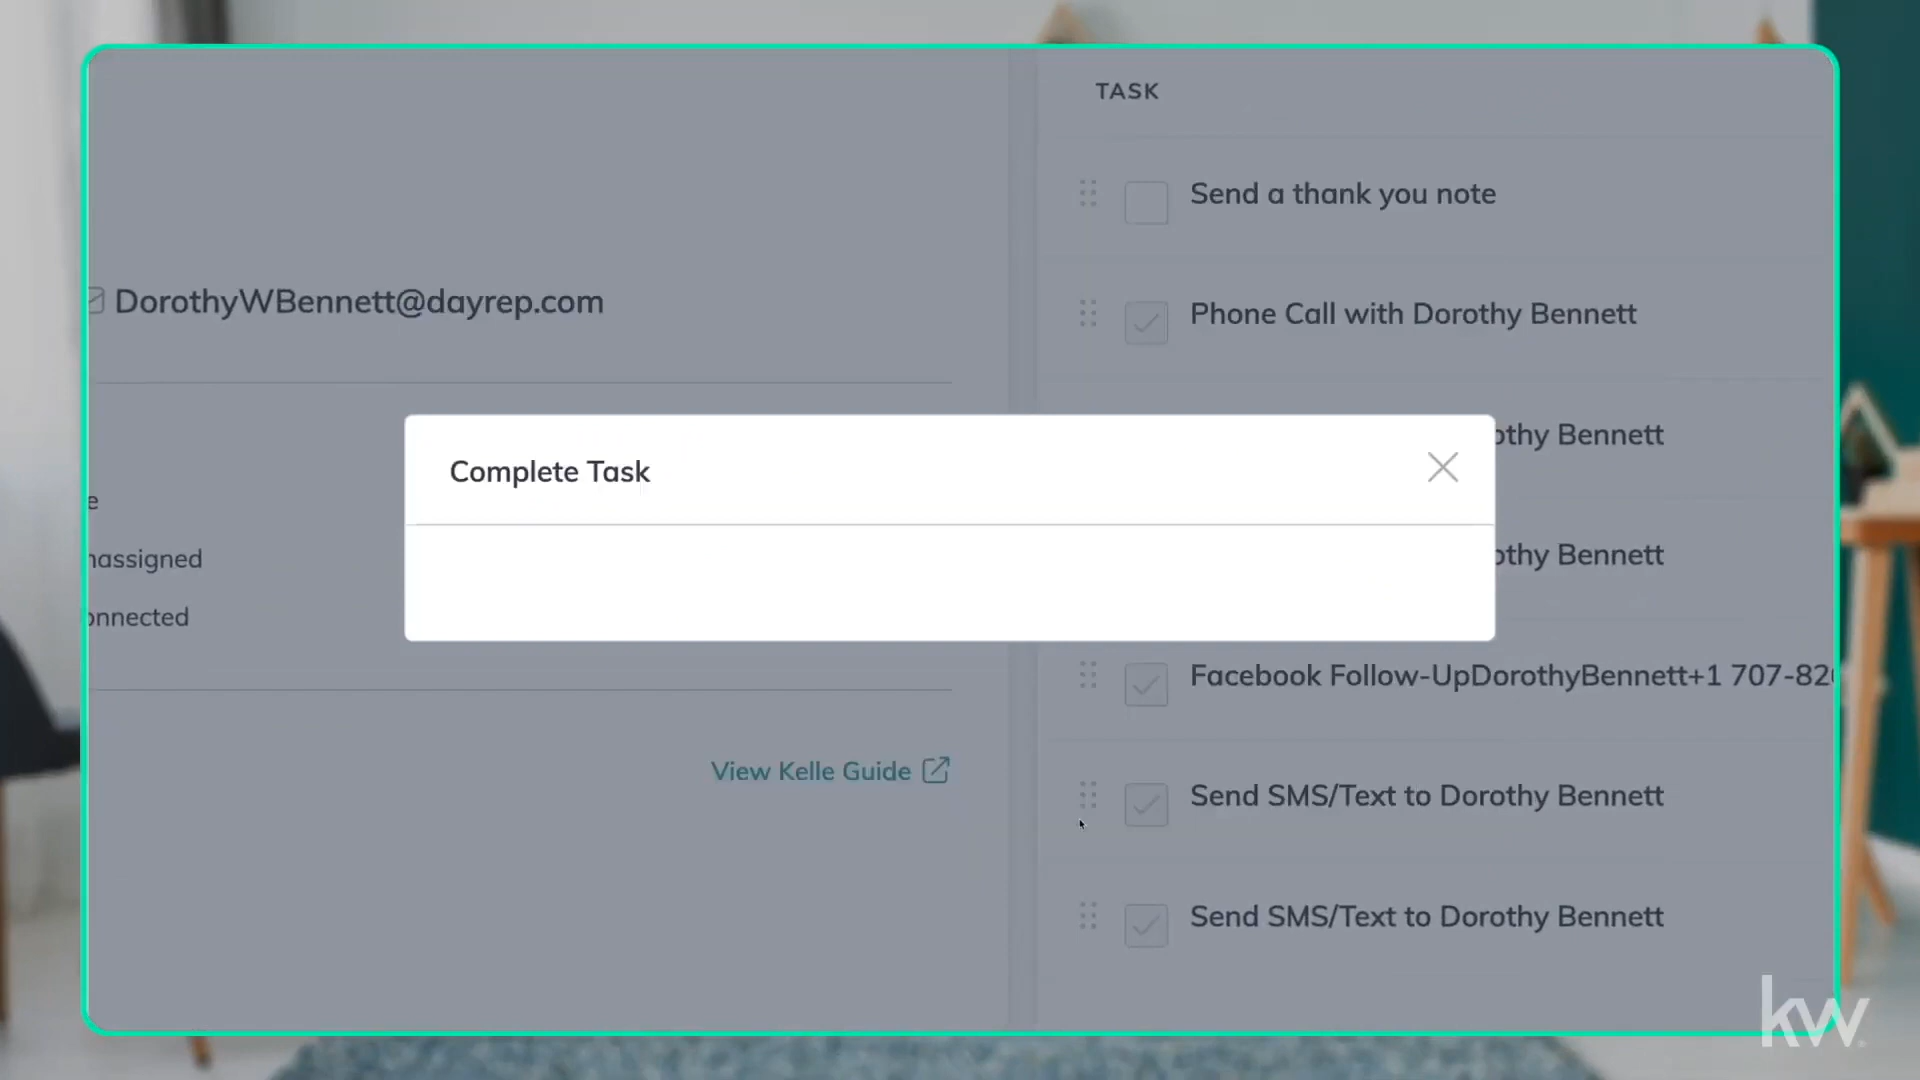 TASK
Send a thank you note
DorothyWBennett@dayrep.com
Phone Call with Dorothy Bennett
Complete Task
othy Bennett
e
nassigned
othy Bennett
onnected
Facebook Follow-UpDorothyBennett+1 707-82
View Kelle Guide
Send SMS/Text to Dorothy Bennett
Send SMS/Text to Dorothy Bennett
kw